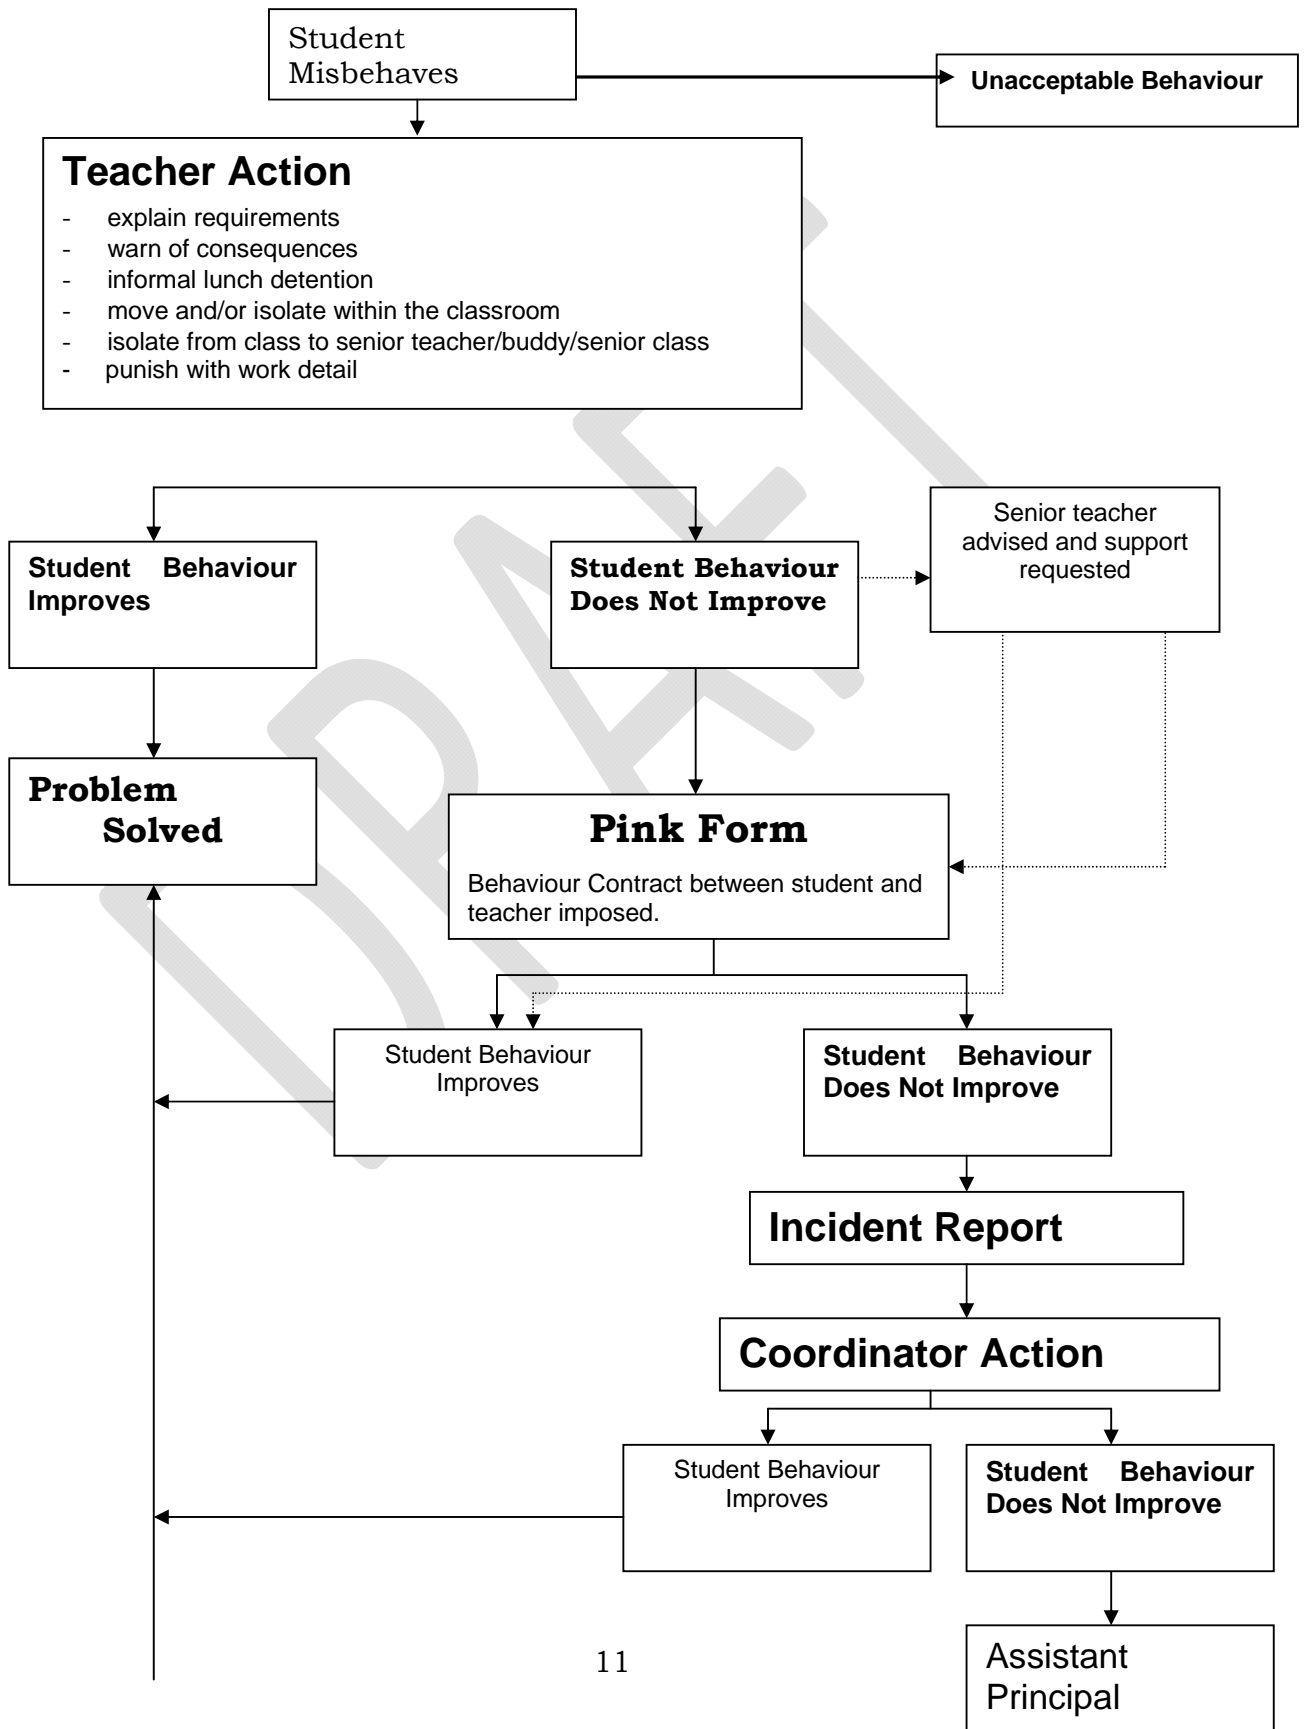 Student
Misbehaves
Unacceptable Behaviour
Teacher Action
- explain requirements
- warn of consequences
- informal lunch detention
- move and/or isolate within the classroom
- isolate from class to senior teacher/buddy/senior class
- punish with work detail
DRAFT
Student Behaviour
Improves
Student Behaviour
Does Not Improve
Senior teacher
advised and support
requested
Problem
Solved
Pink Form
Behaviour Contract between student and
teacher imposed.
Student Behaviour
Improves
Student Behaviour
Does Not Improve
Incident Report
Coordinator Action
Student Behaviour
Improves
Student Behaviour
Does Not Improve
Assistant
Principal
11